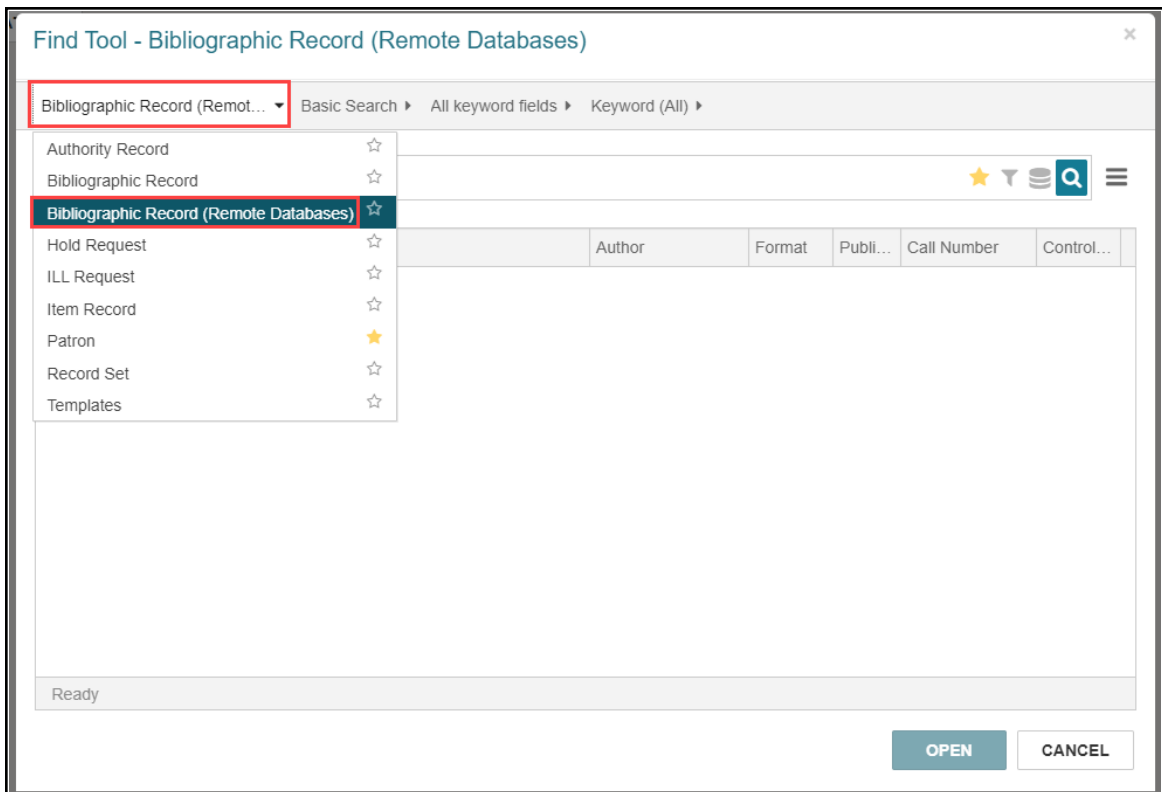 Find Tool - Bibliographic Record (Remote Databases)
Bibliographic Record (Remot... Basic Search All keyword fields Keyword (All)
Authority Record
Bibliographic Record
Bibliographic Record (Remote Databases)
Hold Request
ILL Request
Item Record
Patron
Record Set
Templates
Author Format Publi... Call Number Control...
Ready
OPEN CANCEL